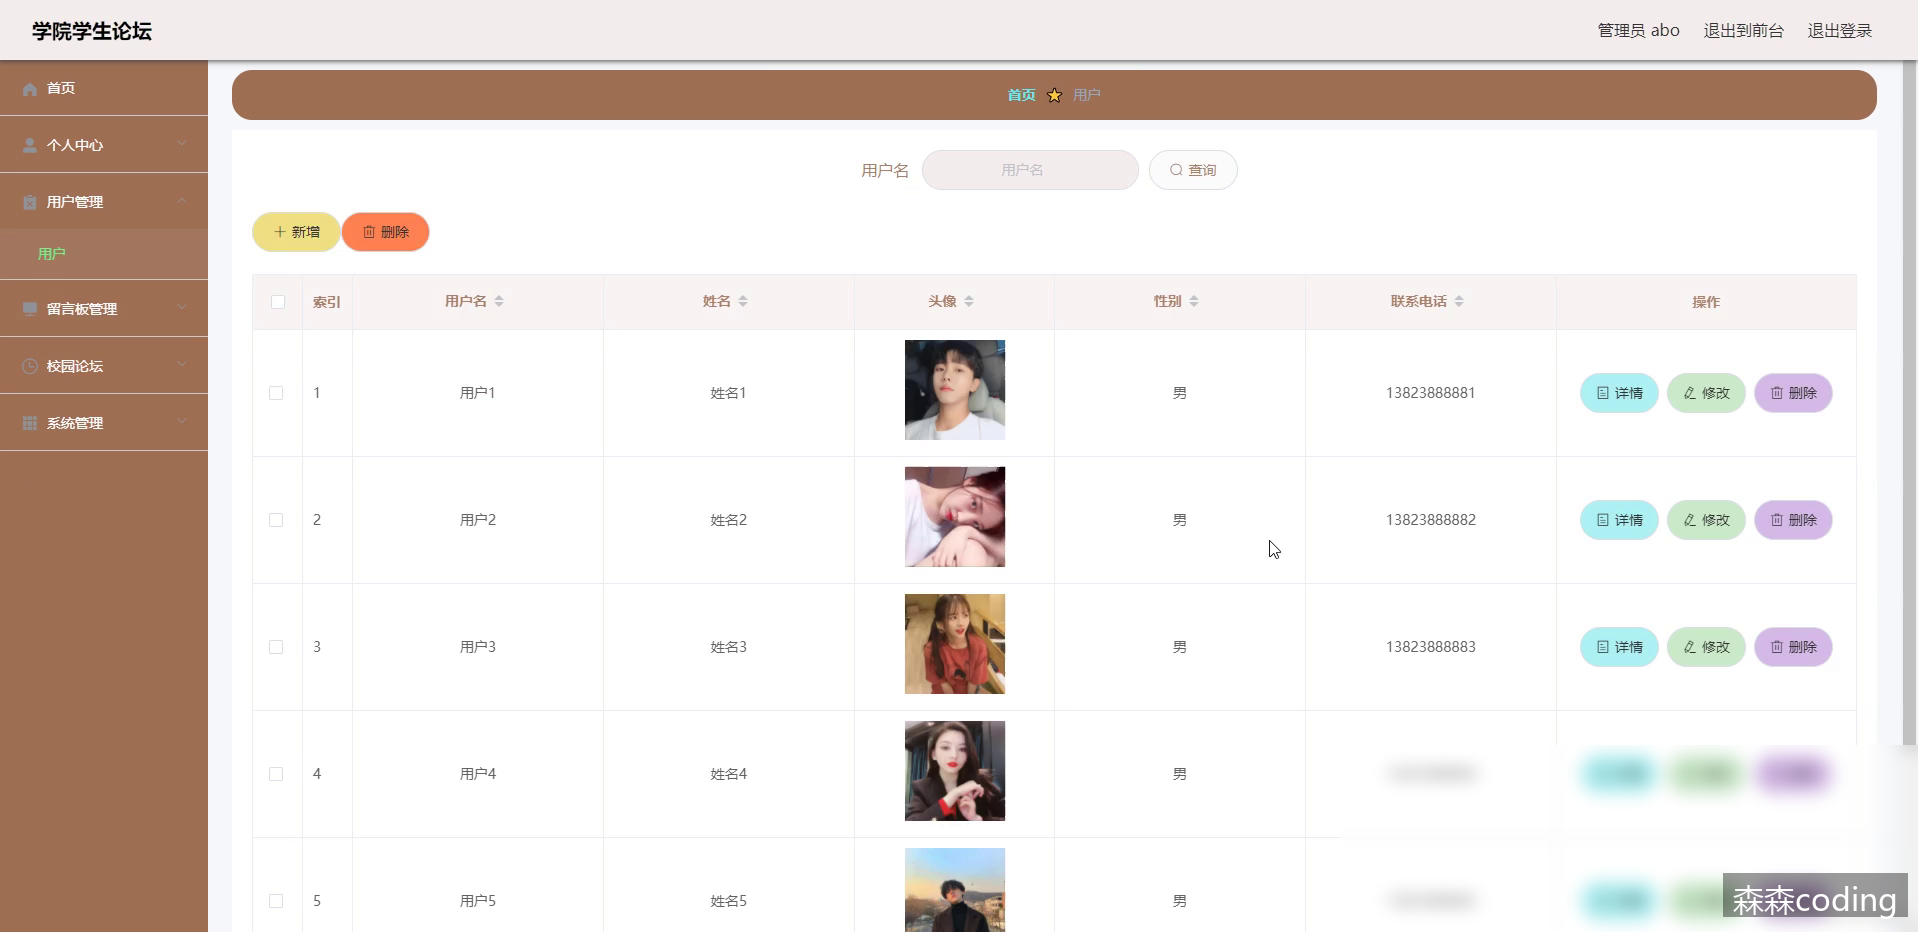 学院学生论坛
管理员 abo 退出到前台 退出登录
首页
个人中心
用户管理
用户
留言板管理
校园论坛
系统管理
首页 用户
用户名 用户名 查询
新增 删除
索引 用户名 姓名 头像 性别 联系电话 操作
1 用户1 姓名1 男 13823888881 详情 修改 删除
2 用户2 姓名2 男 13823888882 详情 修改 删除
3 用户3 姓名3 男 13823888883 详情 修改 删除
4 用户4 姓名4 男
5 用户5 姓名5 男
森森coding